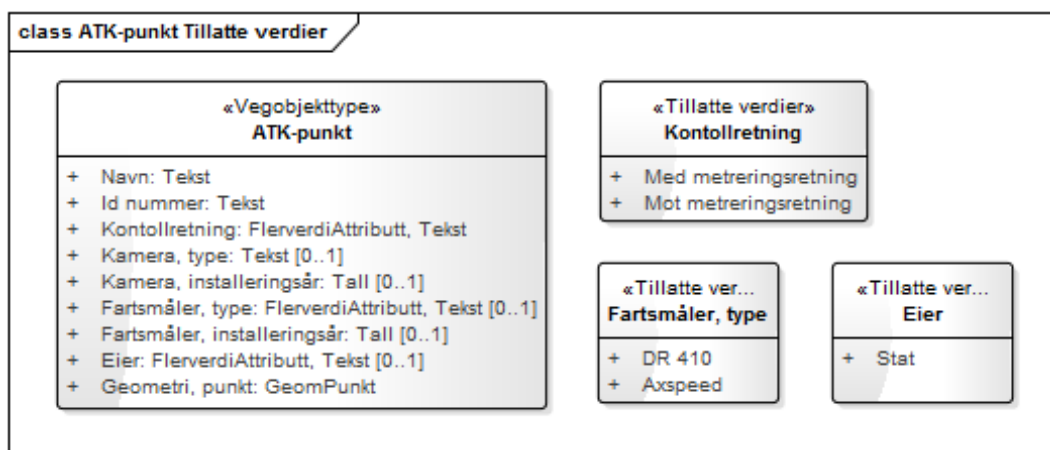 class ATK-punkt Tillatte verdier
«Vegobjekttype»
ATK-punkt
+ Navn: Tekst
+ Id nummer: Tekst
+ Kontollretning: FlerverdiAttributt, Tekst
+ Kamera, type: Tekst [0..1]
+ Kamera, installeringsår: Tall [0..1]
+ Fartsmåler, type: FlerverdiAttributt, Tekst [0..1]
+ Fartsmåler, installeringsår: Tall [0..1]
+ Eier: FlerverdiAttributt, Tekst [0..1]
+ Geometri, punkt: GeomPunkt
«Tillatte verdier»
Kontollretning
+ Med metreringsretning
+ Mot metreringsretning
«Tillatte ver...
Fartsmåler, type
+ DR 410
+ Axspeed
«Tillatte ver...
Eier
+ Stat